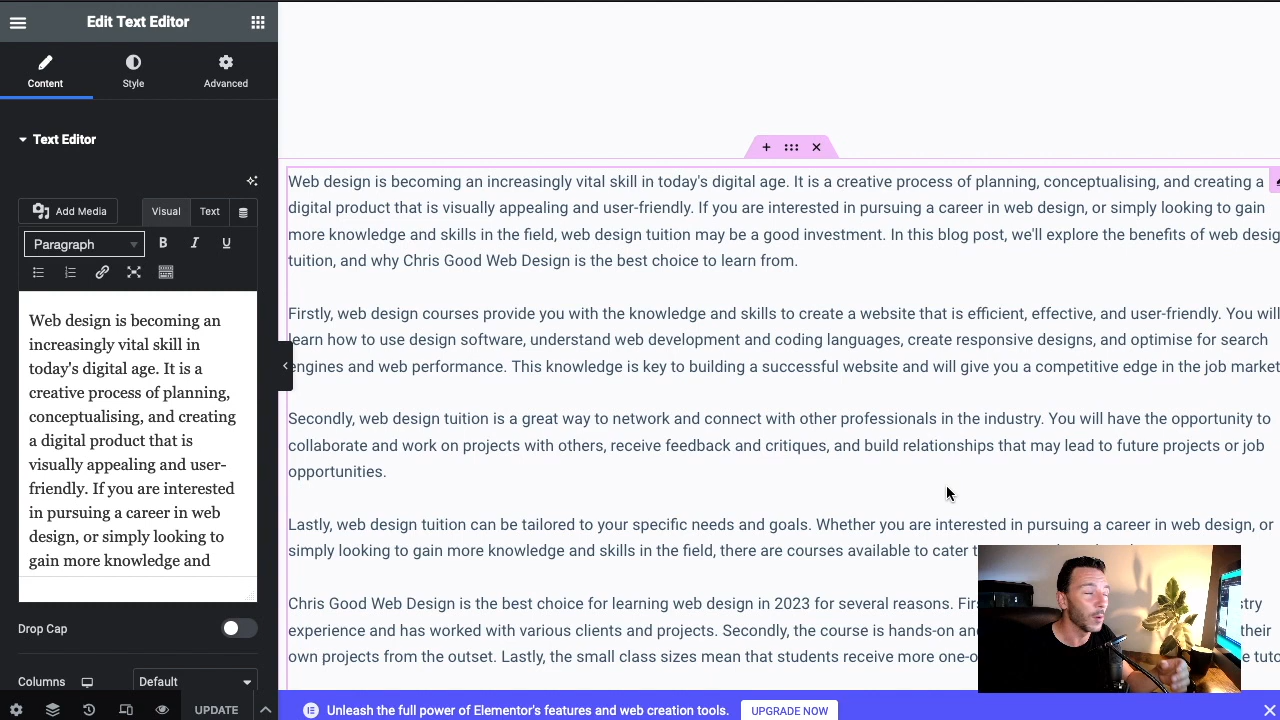 Edit Text Editor
Content
Style
Advanced
Text Editor
Add Media
Visual
Text
Paragraph
B
I
U
Web design is becoming an
increasingly vital skill in
today's digital age. It is a
creative process of planning,
conceptualising, and creating
a digital product that is
visually appealing and user-
friendly. If you are interested
in pursuing a career in web
design, or simply looking to
gain more knowledge and
Drop Cap
Columns
Default
UPDATE
Web design is becoming an increasingly vital skill in today's digital age. It is a creative process of planning, conceptualising, and creating a
digital product that is visually appealing and user-friendly. If you are interested in pursuing a career in web design, or simply looking to gain
more knowledge and skills in the field, web design tuition may be a good investment. In this blog post, we'll explore the benefits of web desig
tuition, and why Chris Good Web Design is the best choice to learn from.
Firstly, web design courses provide you with the knowledge and skills to create a website that is efficient, effective, and user-friendly. You will
learn how to use design software, understand web development and coding languages, create responsive designs, and optimise for search
engines and web performance. This knowledge is key to building a successful website and will give you a competitive edge in the job market
Secondly, web design tuition is a great way to network and connect with other professionals in the industry. You will have the opportunity to
collaborate and work on projects with others, receive feedback and critiques, and build relationships that may lead to future projects or job
opportunities.
Lastly, web design tuition can be tailored to your specific needs and goals. Whether you are interested in pursuing a career in web design, or
simply looking to gain more knowledge and skills in the field, there are courses available to cater
Chris Good Web Design is the best choice for learning web design in 2023 for several reasons. stry
experience and has worked with various clients and projects. Secondly, the course is hands-on their
own projects from the outset. Lastly, the small class sizes mean that students receive more
Unleash the full power of Elementor's features and web creation tools.
UPGRADE NOW